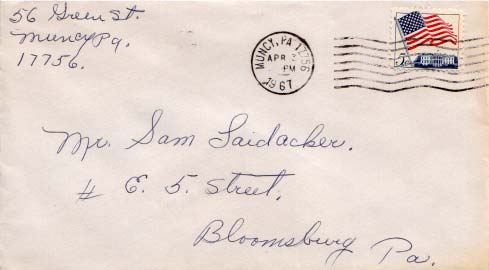 56 Green St.
Muncy Pa.
17756.
MUNCY, PA 17756
APR 3
PM
1967
5c
Mr. Sam Saidacker.
# E. 5. Street,
Bloomsburg Pa.